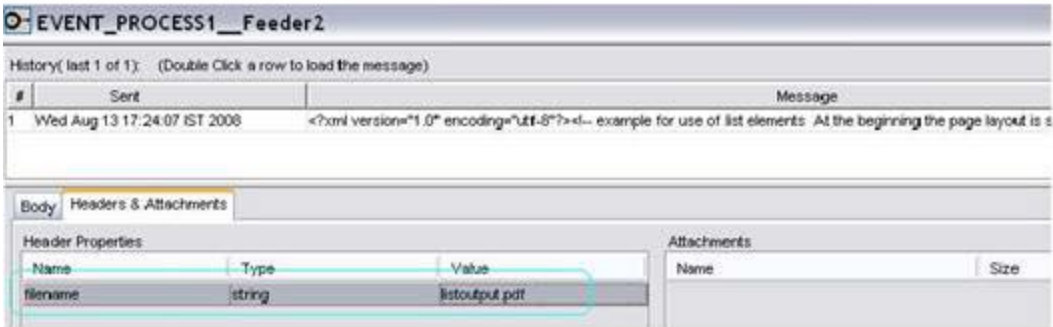 EVENT_PROCESS1__Feeder2
History( last 1 of 1): (Double Click a row to load the message)
# Sent Message
1 Wed Aug 13 17:24:07 IST 2008 <?xml version="1.0" encoding="utf-8"?><!-- example for use of list elements At the beginning the page layout is s
Body Headers & Attachments
Header Properties Attachments
Name Type Value Name Size
filename string listoutput.pdf